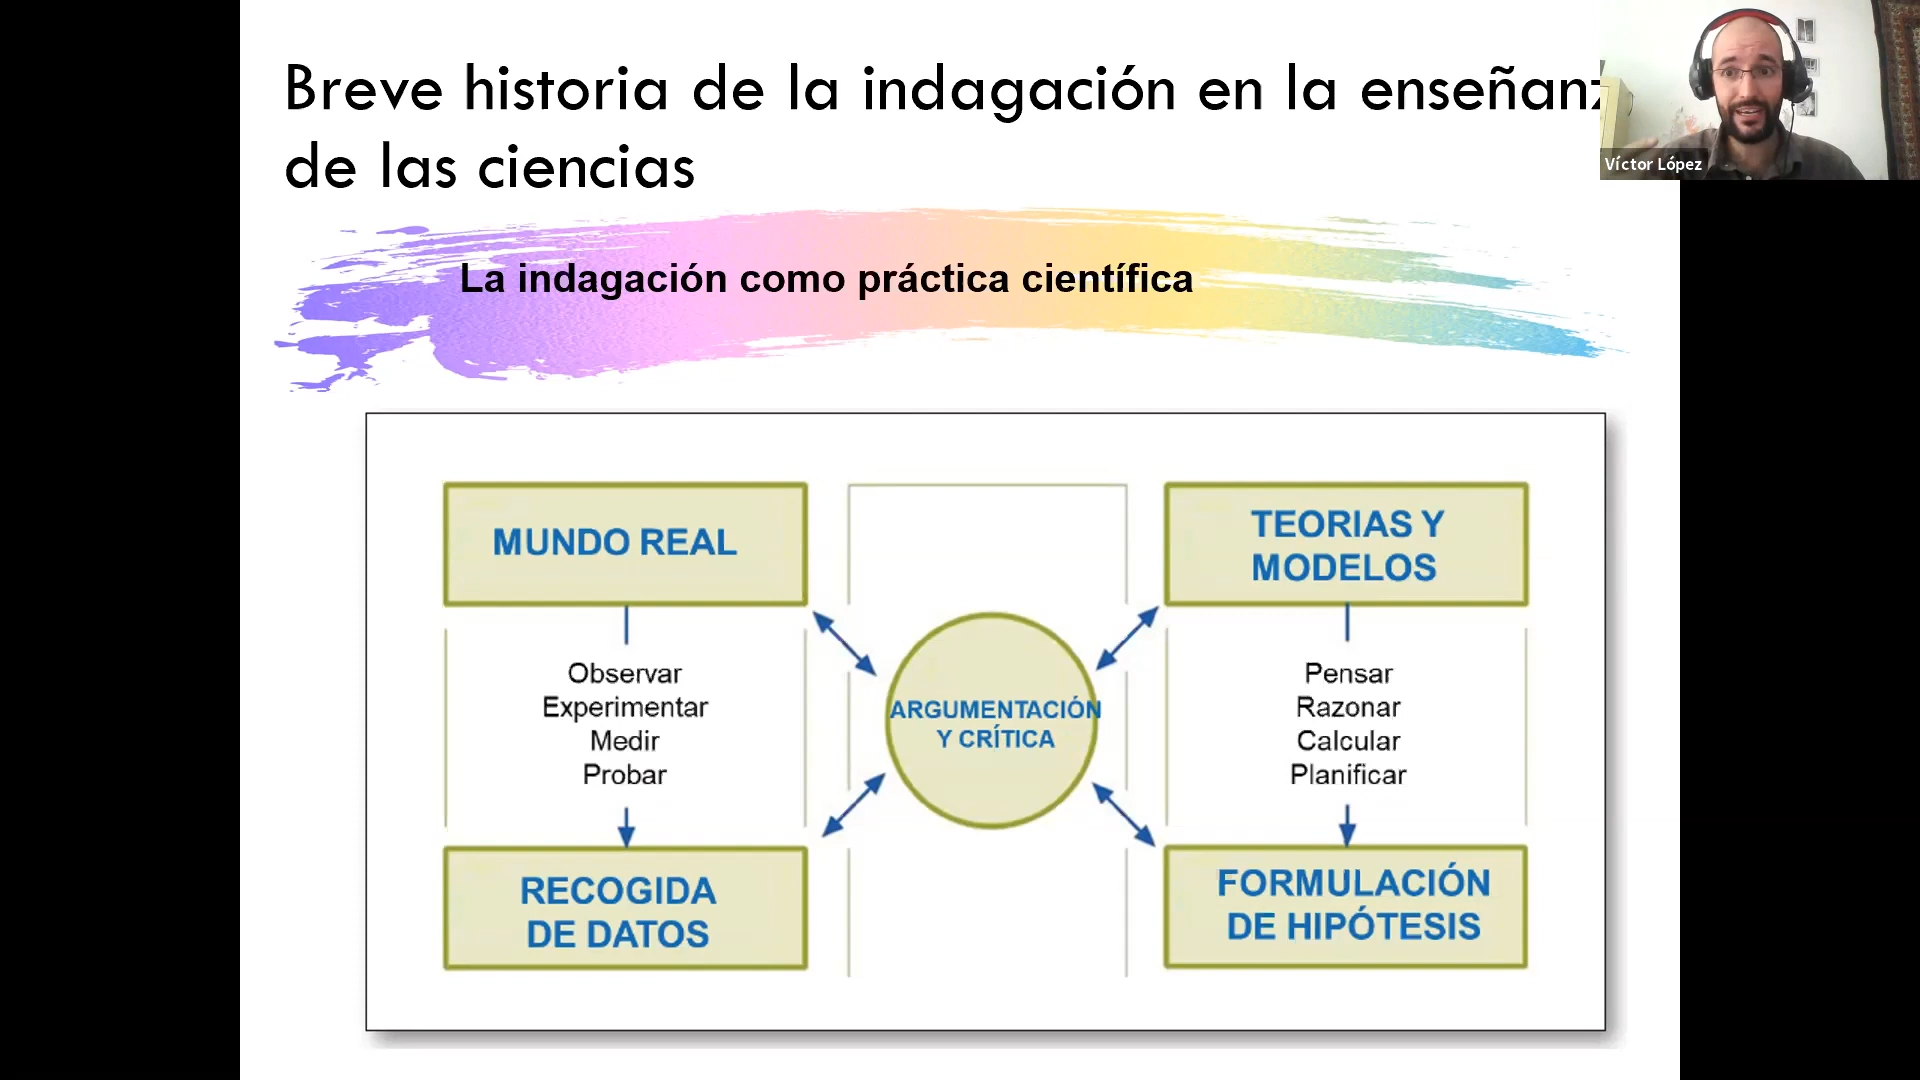 Breve historia de la indagación en la enseñanz
de las ciencias
Víctor López
La indagación como práctica científica
MUNDO REAL
TEORIAS Y
MODELOS
Observar
Experimentar
Medir
Probar
ARGUMENTACIÓN
Y CRÍTICA
Pensar
Razonar
Calcular
Planificar
RECOGIDA
DE DATOS
FORMULACIÓN
DE HIPÓTESIS